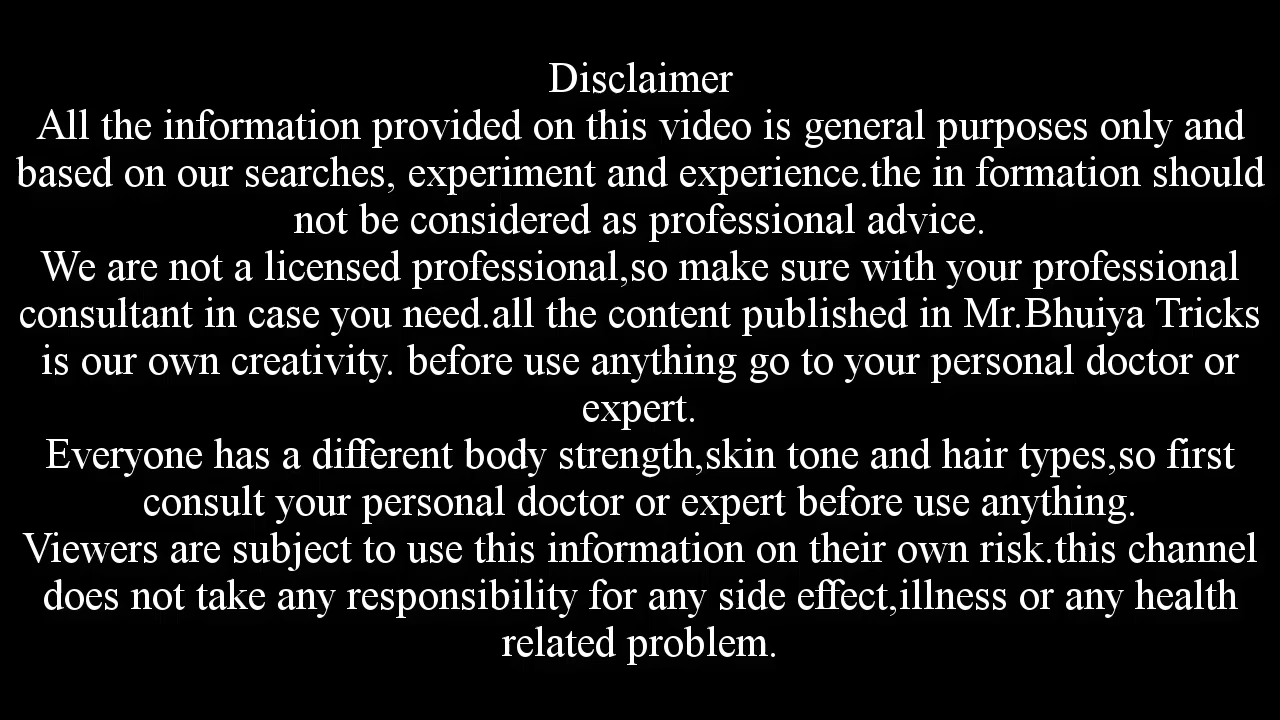 Disclaimer
All the information provided on this video is general purposes only and
based on our searches, experiment and experience.the in formation should
not be considered as professional advice.
We are not a licensed professional,so make sure with your professional
consultant in case you need.all the content published in Mr.Bhuiya Tricks
is our own creativity. before use anything go to your personal doctor or
expert.
Everyone has a different body strength,skin tone and hair types,so first
consult your personal doctor or expert before use anything.
Viewers are subject to use this information on their own risk.this channel
does not take any responsibility for any side effect,illness or any health
related problem.